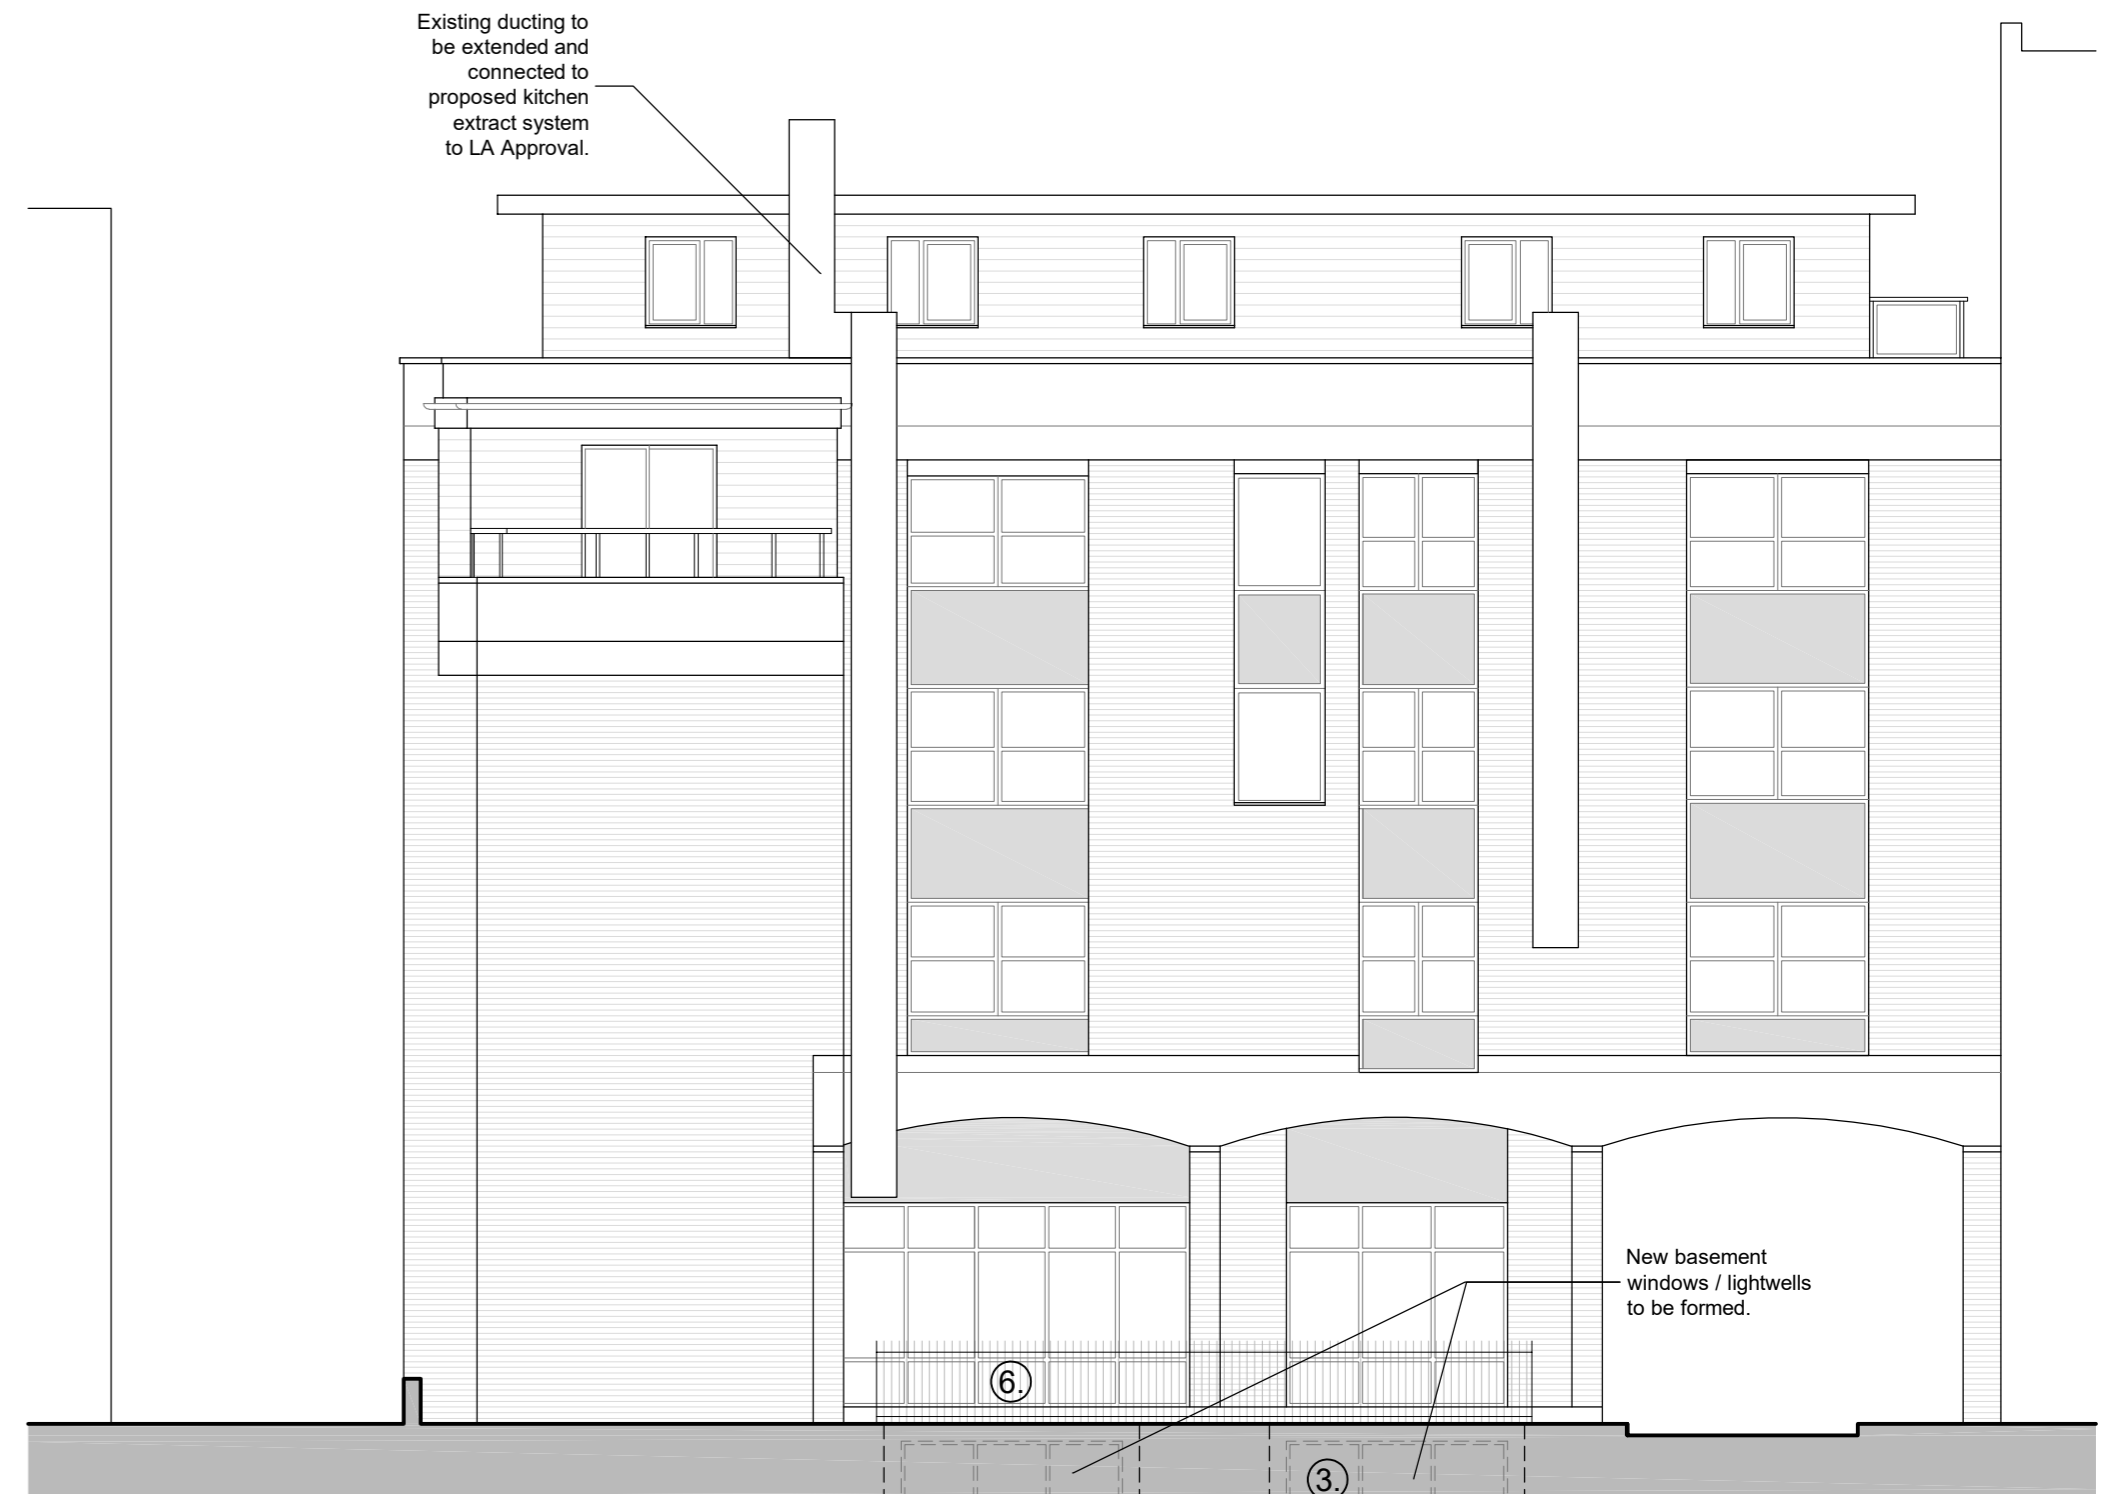 Existing ducting to
be extended and
connected to
proposed kitchen
extract system
to LA Approval.
New basement
windows / lightwells
to be formed.
6.
3.